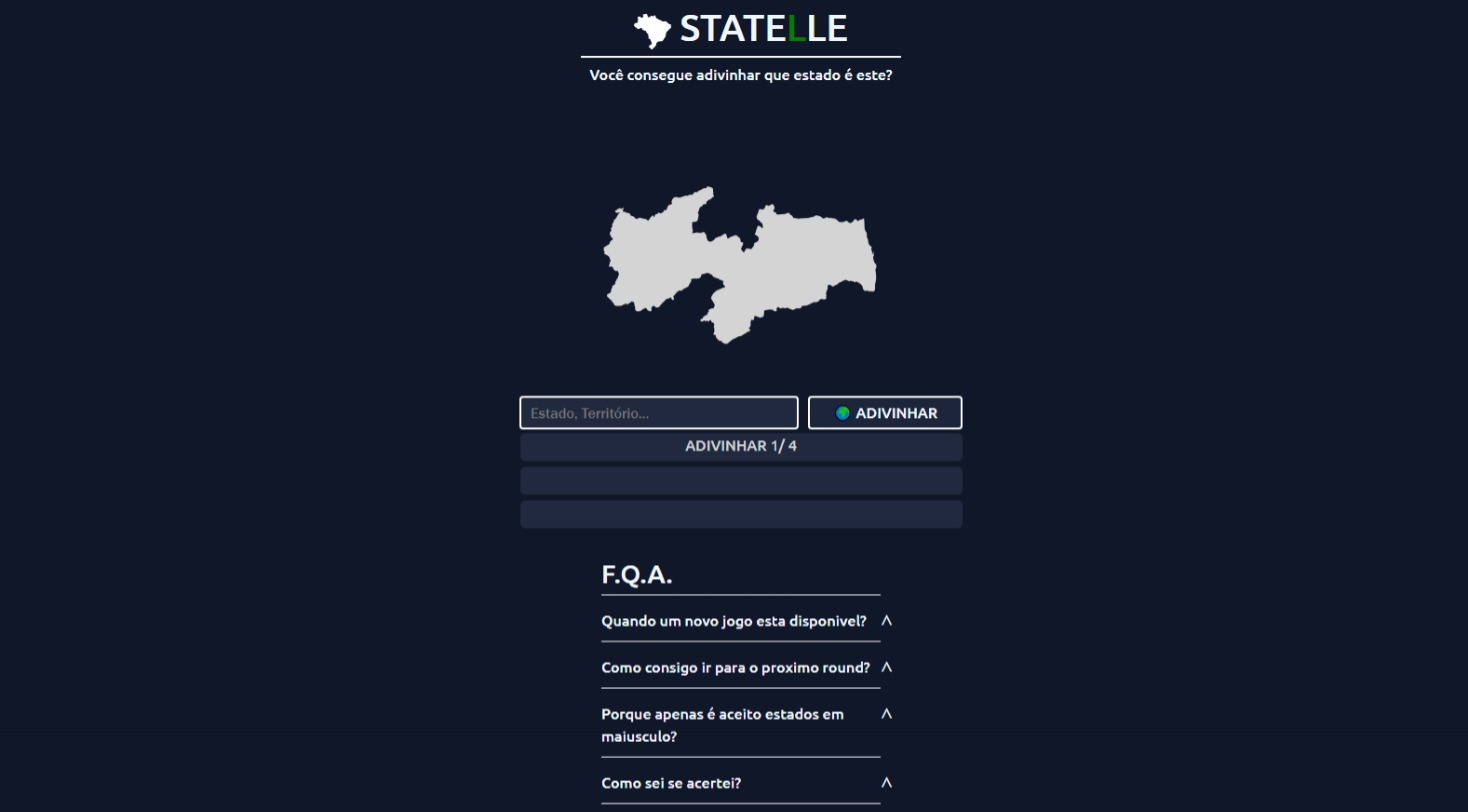 STATELLE
Você consegue adivinhar que estado é este?
Estado, Território...
ADIVINHAR
ADIVINHAR 1/ 4
F.Q.A.
Quando um novo jogo esta disponivel? ^
Como consigo ir para o proximo round? ^
Porque apenas é aceito estados em ^
maiusculo?
Como sei se acertei? ^